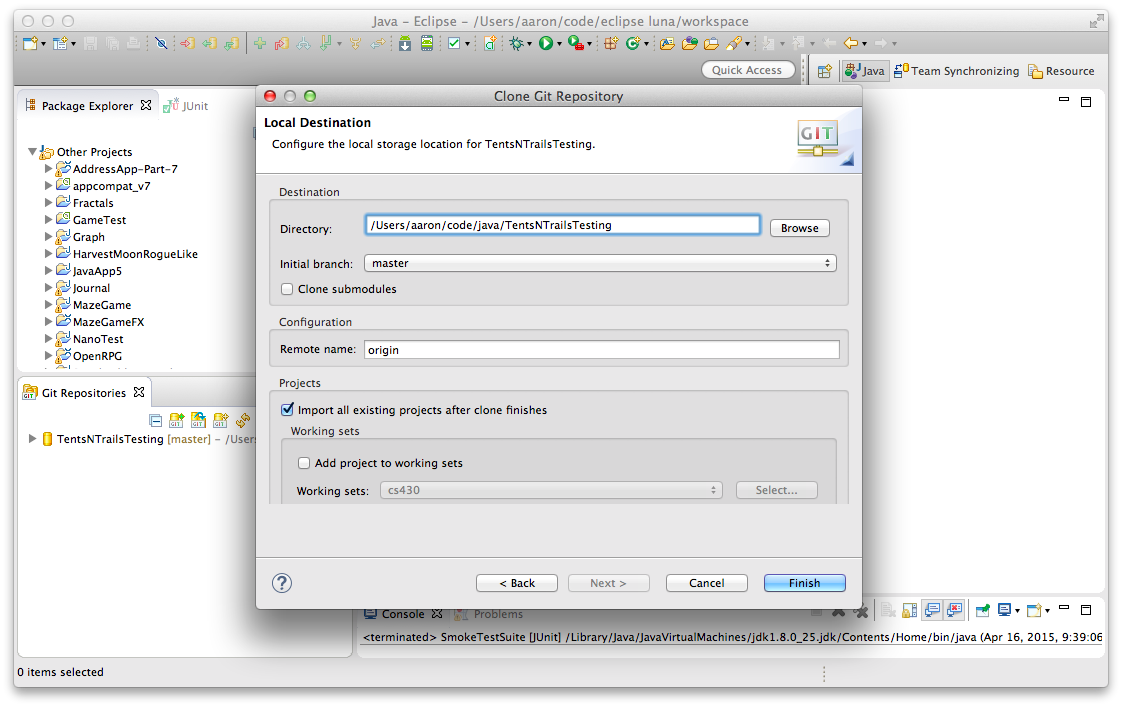 Java – Eclipse – /Users/aaron/code/eclipse luna/workspace
Quick Access
Java
Team Synchronizing
Resource
Package Explorer
JUnit
Other Projects
AddressApp-Part-7
appcompat_v7
Fractals
GameTest
Graph
HarvestMoonRogueLike
JavaApp5
Journal
MazeGame
MazeGameFX
NanoTest
OpenRPG
Git Repositories
TentsNTrailsTesting [master] – /Users
0 items selected
Clone Git Repository
Local Destination
Configure the local storage location for TentsNTrailsTesting.
GIT
Destination
Directory: /Users/aaron/code/java/TentsNTrailsTesting Browse
Initial branch: master
Clone submodules
Configuration
Remote name: origin
Projects
Import all existing projects after clone finishes
Working sets
Add project to working sets
Working sets: cs430 Select...
? < Back Next > Cancel Finish
Console
Problems
<terminated> SmokeTestSuite [JUnit] /Library/Java/JavaVirtualMachines/jdk1.8.0_25.jdk/Contents/Home/bin/java (Apr 16, 2015, 9:39:06